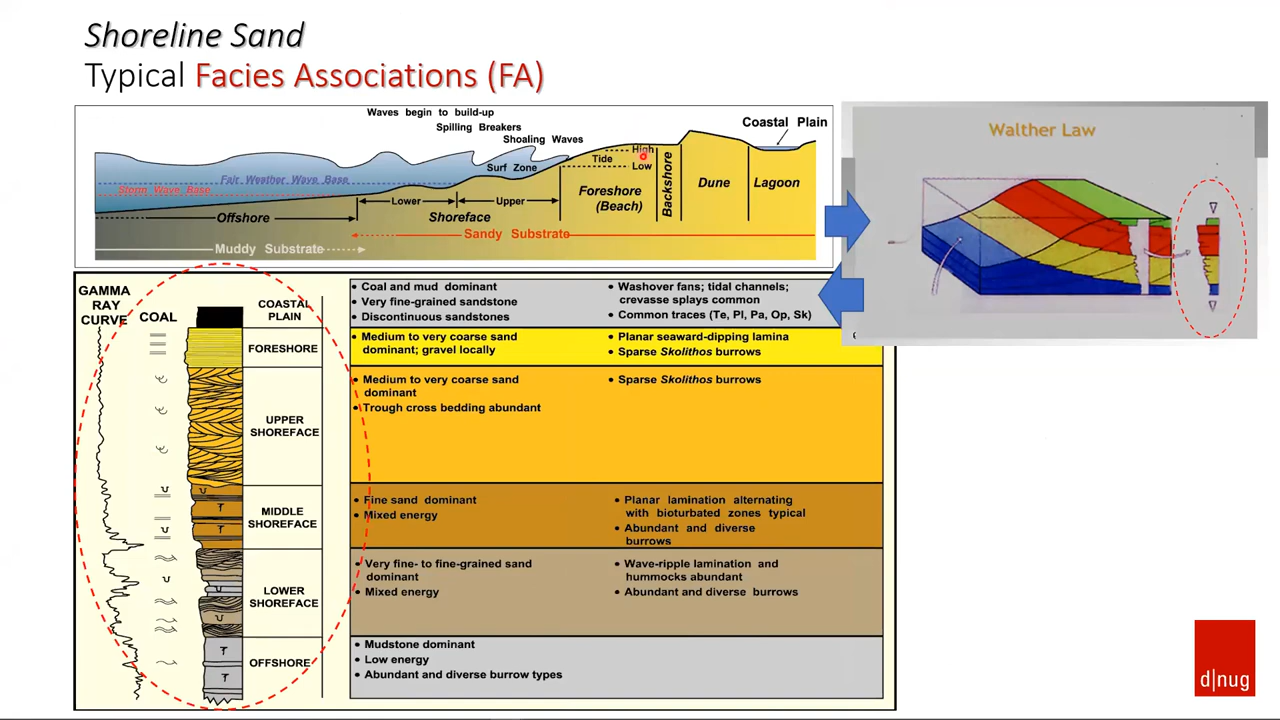 Shoreline Sand
Typical Facies Associations (FA)
Waves begin to build-up
Spilling Breakers
Shoaling Waves
Surf Zone
Fair Weather Wave Base
Storm Wave Base
Tide
High
Low
Coastal Plain
Offshore
Lower
Upper
Shoreface
Foreshore
(Beach)
Backshore
Dune
Lagoon
Sandy Substrate
Muddy Substrate
Walther Law
GAMMA
RAY
CURVE
COAL
COASTAL
PLAIN
• Coal and mud dominant
• Very fine-grained sandstone
• Discontinuous sandstones
• Washover fans; tidal channels;
crevasse splays common
• Common traces (Te, Pl, Pa, Op, Sk)
FORESHORE
• Medium to very coarse sand
dominant; gravel locally
• Planar seaward-dipping lamina
• Sparse Skolithos burrows
UPPER
SHOREFACE
• Medium to very coarse sand
dominant
• Trough cross bedding abundant
• Sparse Skolithos burrows
MIDDLE
SHOREFACE
• Fine sand dominant
• Mixed energy
• Planar lamination alternating
with bioturbated zones typical
• Abundant and diverse
burrows
LOWER
SHOREFACE
• Very fine- to fine-grained sand
dominant
• Mixed energy
• Wave-ripple lamination and
hummocks abundant
• Abundant and diverse burrows
OFFSHORE
• Mudstone dominant
• Low energy
• Abundant and diverse burrow types
d|nug